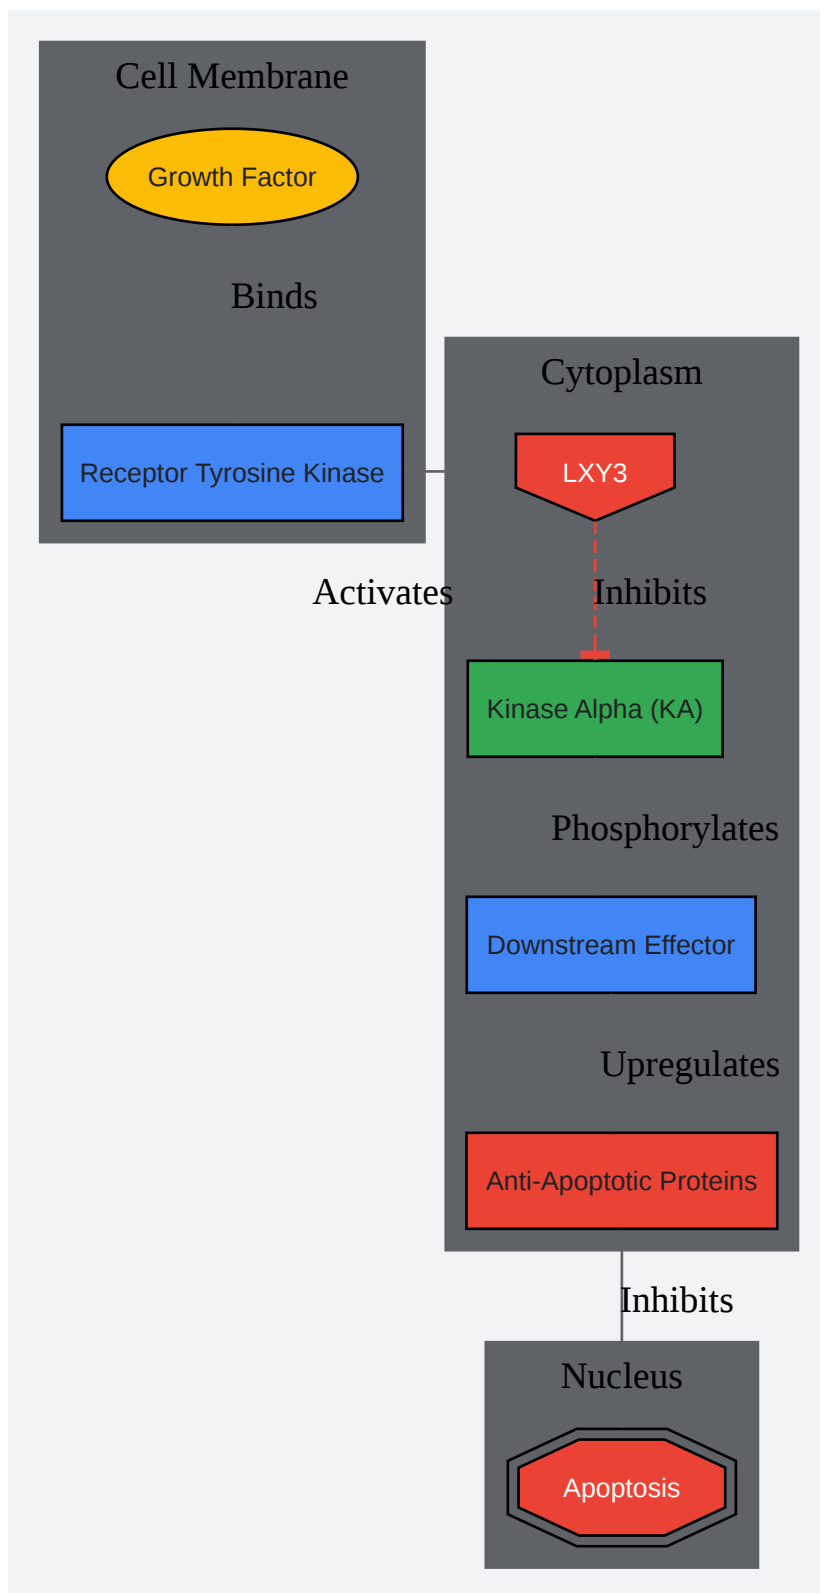 Cell Membrane
Growth Factor
Binds
Cytoplasm
Receptor Tyrosine Kinase
LXY3
Activates
Inhibits
Kinase Alpha (KA)
Phosphorylates
Downstream Effector
Upregulates
Anti-Apoptotic Proteins
Inhibits
Nucleus
Apoptosis